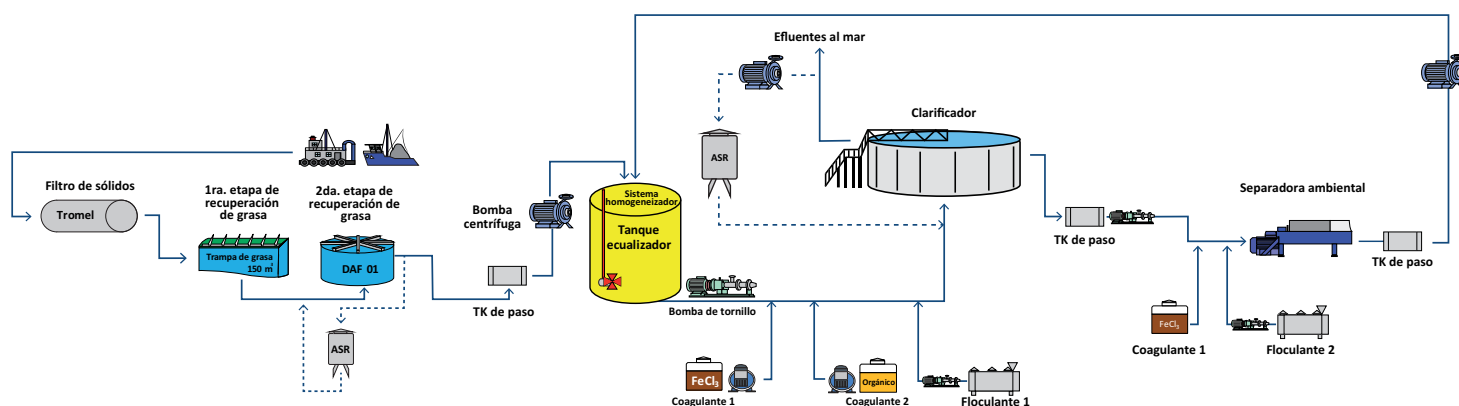 Efluentes al mar
Clarificador
ASR
Filtro de sólidos
Tromel
1ra. etapa de
recuperación
de grasa
2da. etapa de
recuperación de
grasa
Trampa de grasa
150 m³
DAF 01
ASR
TK de paso
Bomba
centrífuga
Sistema
homogeneizador
Tanque
ecualizador
Bomba de tornillo
FeCl₃
Coagulante 1
Orgánico
Coagulante 2
Floculante 1
TK de paso
Separadora ambiental
TK de paso
FeCl₃
Coagulante 1
Floculante 2